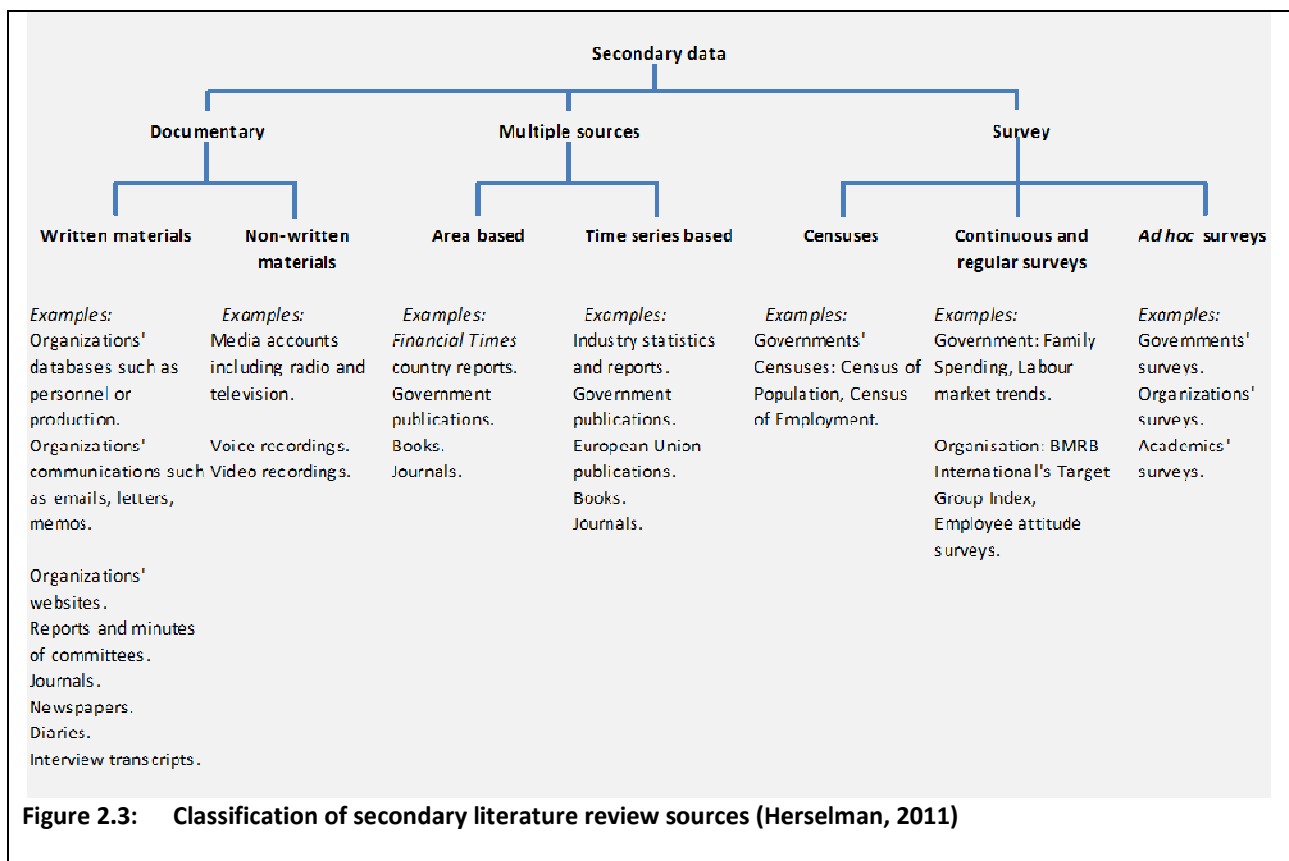 Secondary data
Documentary
Multiple sources
Survey
Written materials
Non-written
materials
Area based
Time series based
Censuses
Continuous and
regular surveys
Ad hoc surveys
Examples:
Organizations'
databases such as
personnel or
production.
Organizations'
communications such
as emails, letters,
memos.
Organizations'
websites.
Reports and minutes
of committees.
Journals.
Newspapers.
Diaries.
Interview transcripts.
Examples:
Media accounts
including radio and
television.
Voice recordings.
Video recordings.
Examples:
Financial Times
country reports.
Government
publications.
Books.
Journals.
Examples:
Industry statistics
and reports.
Government
publications.
European Union
publications.
Books.
Journals.
Examples:
Governments'
Censuses: Census of
Population, Census
of Employment.
Examples:
Government: Family
Spending, Labour
market trends.
Organisation: BMRB
International's Target
Group Index,
Employee attitude
surveys.
Examples:
Governments'
surveys.
Organizations'
surveys.
Academics'
surveys.
Figure 2.3: Classification of secondary literature review sources (Herselman, 2011)